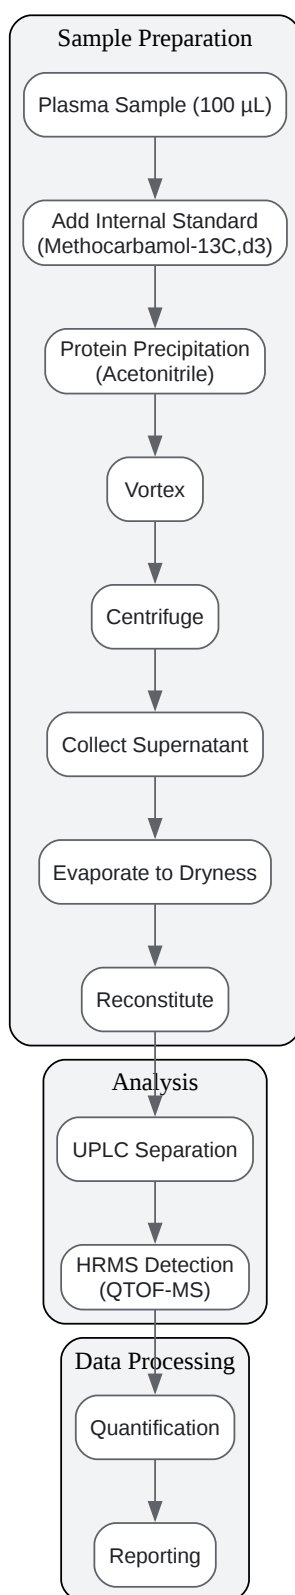 Sample Preparation
Plasma Sample (100 µL)
Add Internal Standard
(Methocarbamol-13C,d3)
Protein Precipitation
(Acetonitrile)
Vortex
Centrifuge
Collect Supernatant
Evaporate to Dryness
Reconstitute
Analysis
UPLC Separation
HRMS Detection
(QTOF-MS)
Data Processing
Quantification
Reporting